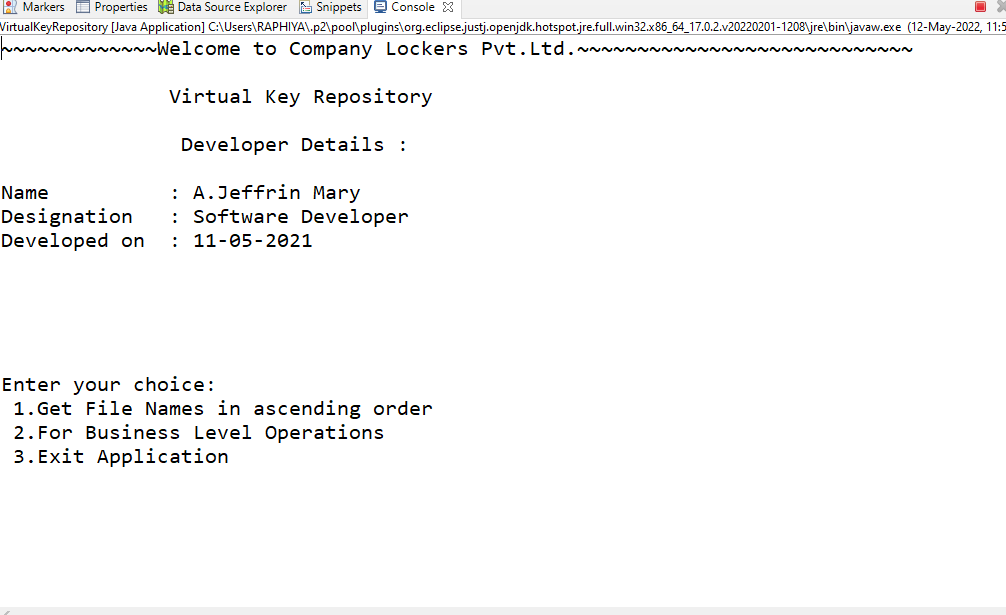 Markers Properties Data Source Explorer Snippets Console
VirtualKeyRepository [Java Application] C:\Users\RAPHIYA\.p2\pool\plugins\org.eclipse.justj.openjdk.hotspot.jre.full.win32.x86_64_17.0.2.v20220201-1208\jre\bin\javaw.exe (12-May-2022, 11:5
~~~~~~~~~~~~~Welcome to Company Lockers Pvt.Ltd.~~~~~~~~~~~~~~~~~~~~~~~~~~~~
Virtual Key Repository
Developer Details :
Name : A.Jeffrin Mary
Designation : Software Developer
Developed on : 11-05-2021
Enter your choice:
1.Get File Names in ascending order
2.For Business Level Operations
3.Exit Application